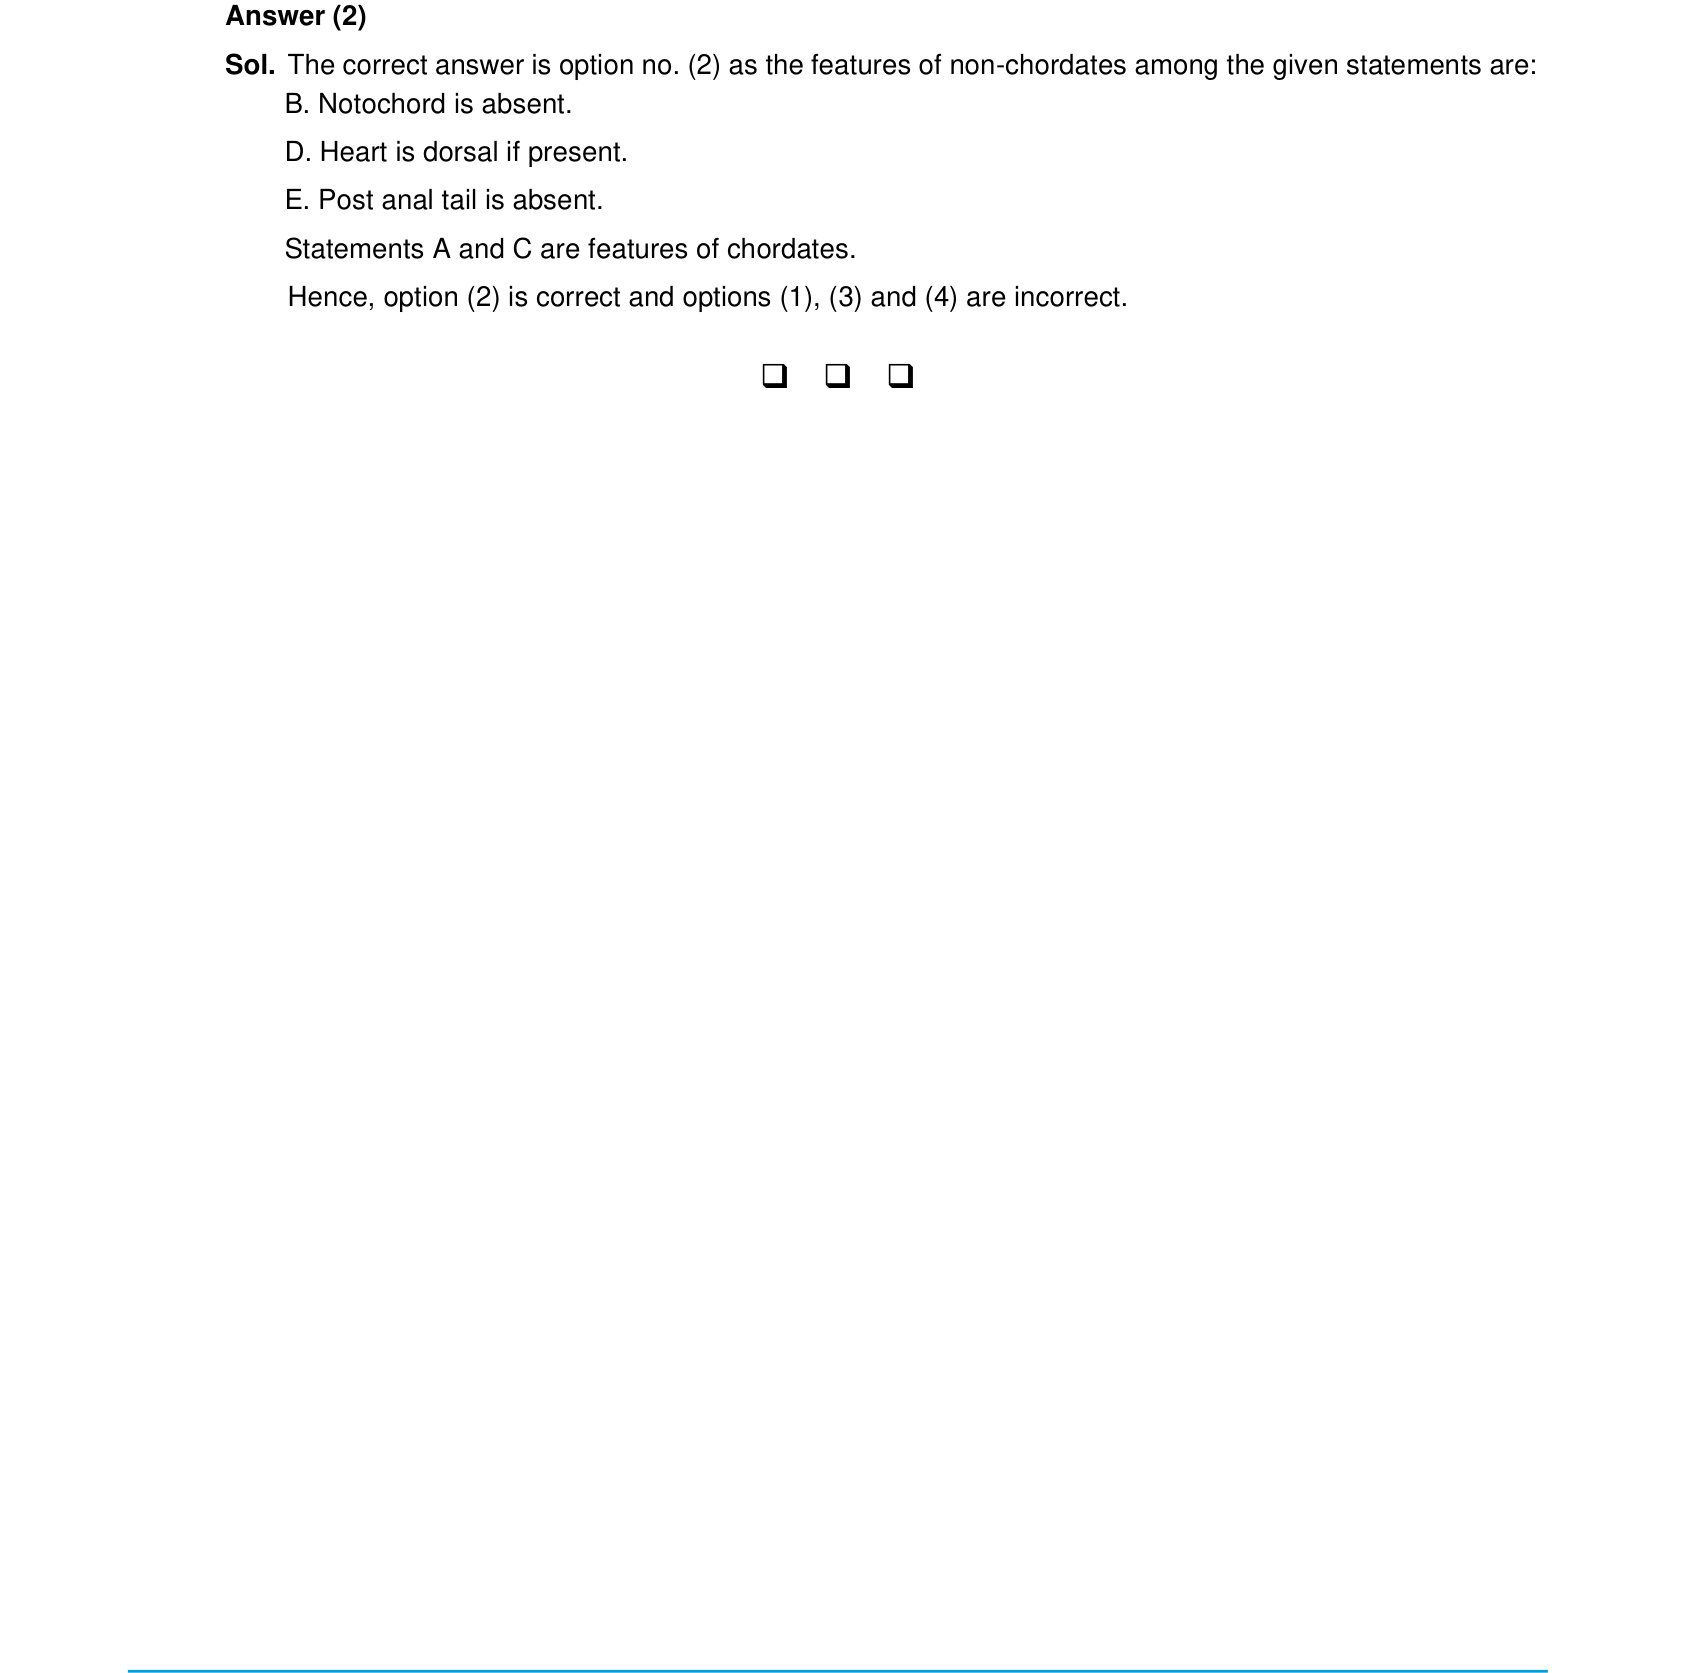 Answer (2)
Sol. The correct answer is option no. (2) as the features of non-chordates among the given statements are:
B. Notochord is absent.
D. Heart is dorsal if present.
E. Post anal tail is absent.
Statements A and C are features of chordates.
Hence, option (2) is correct and options (1), (3) and (4) are incorrect.
❑ ❑ ❑